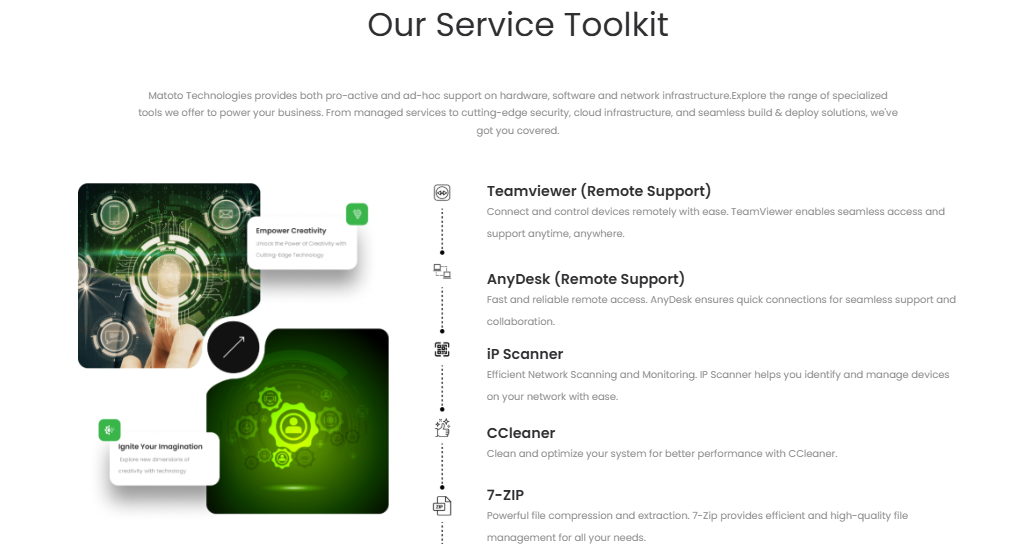 Our Service Toolkit
Matoto Technologies provides both pro-active and ad-hoc support on hardware, software and network infrastructure.Explore the range of specialized
tools we offer to power your business. From managed services to cutting-edge security, cloud infrastructure, and seamless build & deploy solutions, we've
got you covered.
Empower Creativity
Unlock the Power of Creativity with
Cutting-Edge Technology
Ignite Your Imagination
Explore new dimensions of
creativity with technology
Teamviewer (Remote Support)
Connect and control devices remotely with ease. TeamViewer enables seamless access and
support anytime, anywhere.
AnyDesk (Remote Support)
Fast and reliable remote access. AnyDesk ensures quick connections for seamless support and
collaboration.
iP Scanner
Efficient Network Scanning and Monitoring. IP Scanner helps you identify and manage devices
on your network with ease.
CCleaner
Clean and optimize your system for better performance with CCleaner.
ZIP
7-ZIP
Powerful file compression and extraction. 7-Zip provides efficient and high-quality file
management for all your needs.